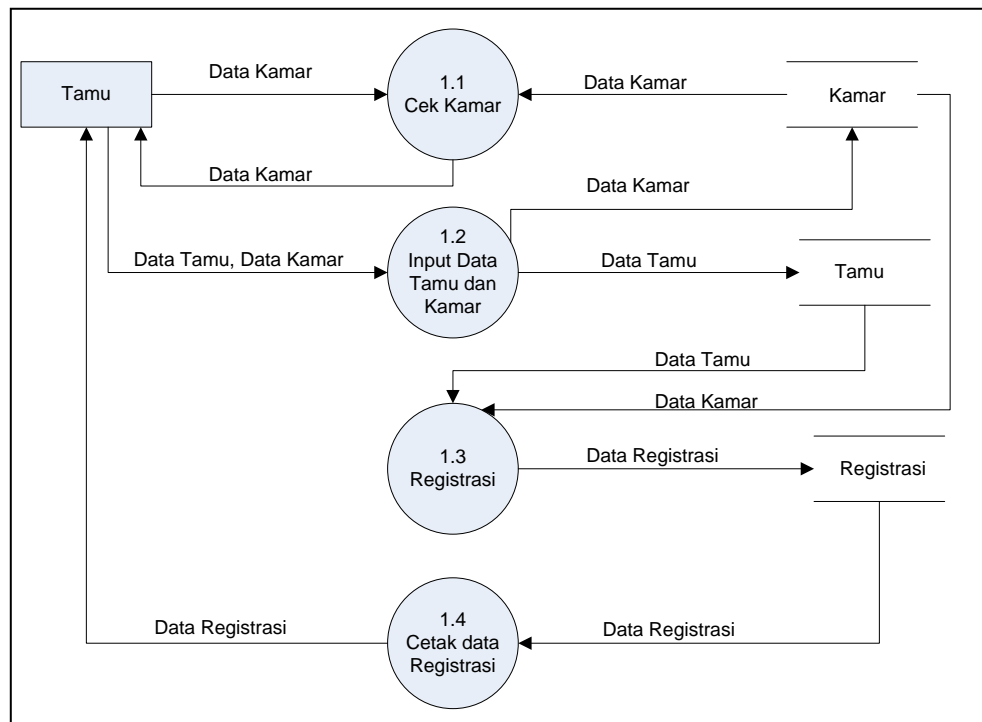 Tamu
Data Kamar
1.1
Cek Kamar
Data Kamar
Kamar
Data Kamar
Data Kamar
Data Tamu, Data Kamar
1.2
Input Data
Tamu dan
Kamar
Data Tamu
Tamu
Data Tamu
Data Kamar
1.3
Registrasi
Data Registrasi
Registrasi
Data Registrasi
1.4
Cetak data
Registrasi
Data Registrasi